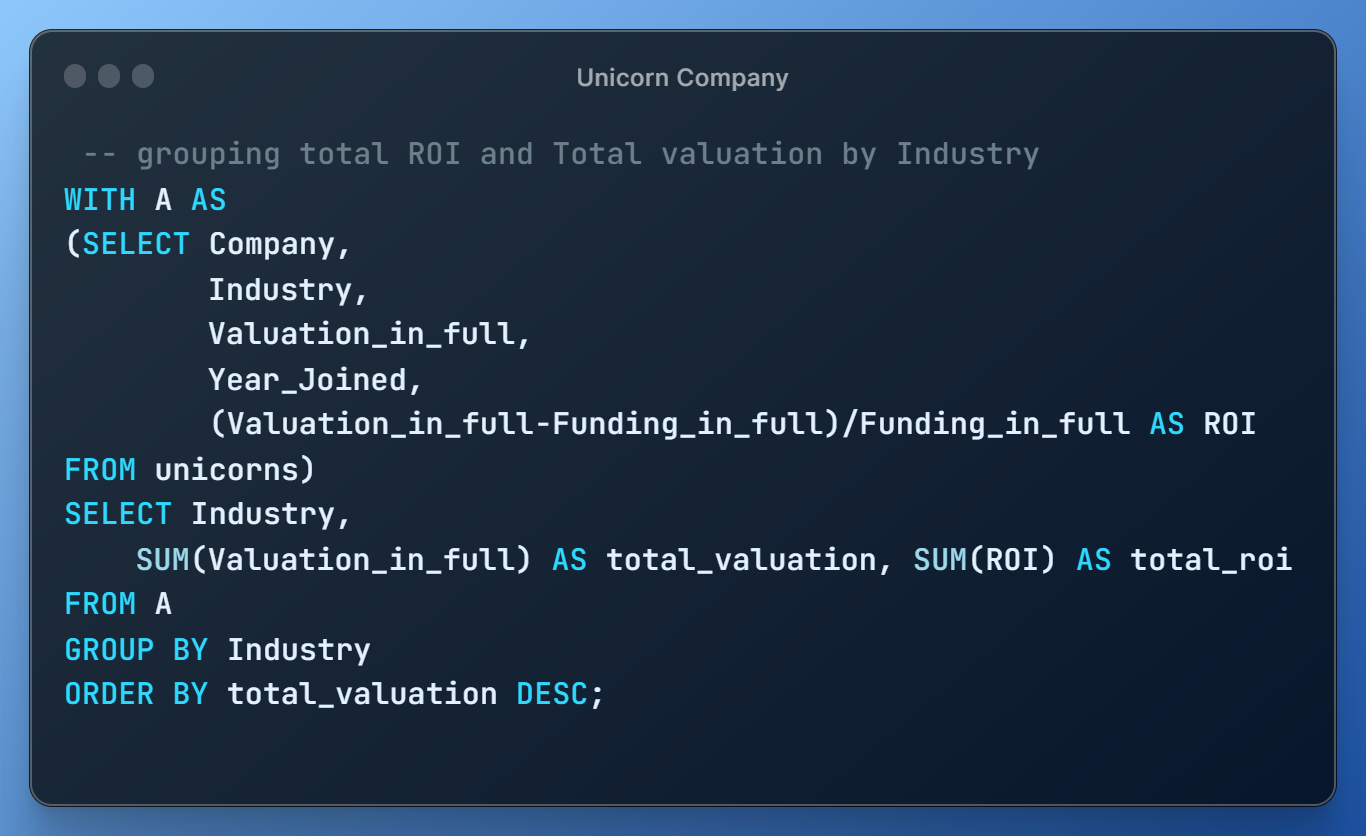 Unicorn Company
-- grouping total ROI and Total valuation by Industry
WITH A AS
(SELECT Company,
        Industry,
        Valuation_in_full,
        Year_Joined,
        (Valuation_in_full-Funding_in_full)/Funding_in_full AS ROI
FROM unicorns)
SELECT Industry,
    SUM(Valuation_in_full) AS total_valuation, SUM(ROI) AS total_roi
FROM A
GROUP BY Industry
ORDER BY total_valuation DESC;